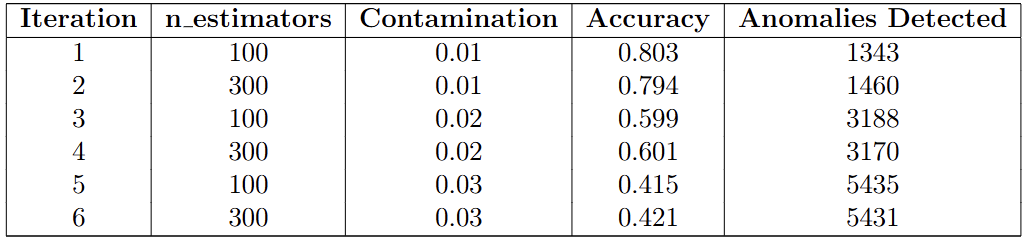 Iteration n_estimators Contamination Accuracy Anomalies Detected
1 100 0.01 0.803 1343
2 300 0.01 0.794 1460
3 100 0.02 0.599 3188
4 300 0.02 0.601 3170
5 100 0.03 0.415 5435
6 300 0.03 0.421 5431